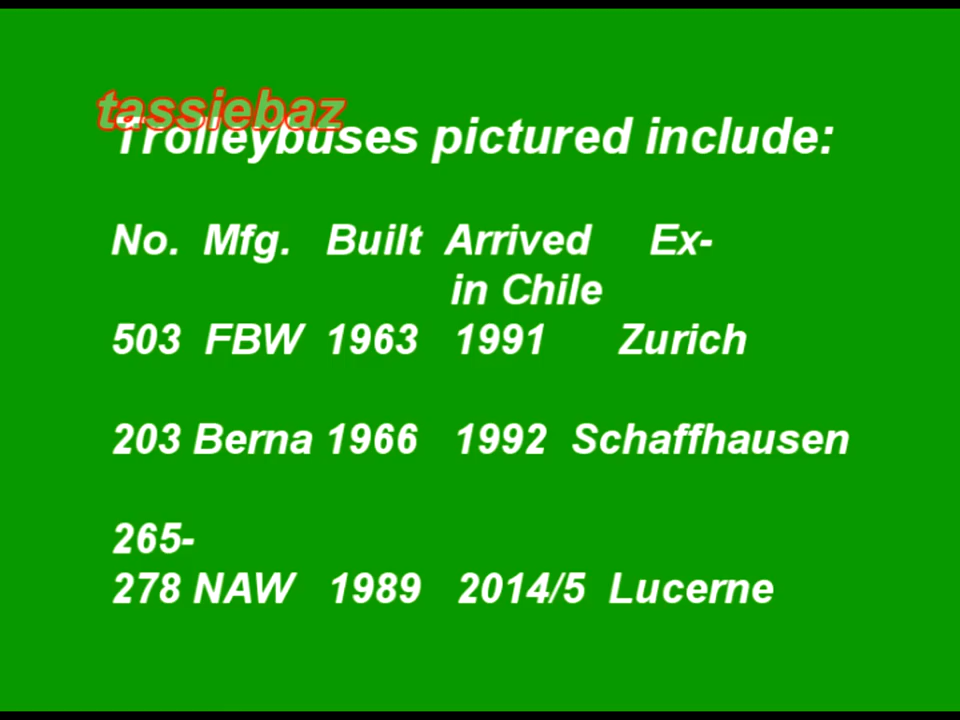 tassiebaz
Trolleybuses pictured include:
No. Mfg. Built Arrived Ex-
in Chile
503 FBW 1963 1991 Zurich
203 Berna 1966 1992 Schaffhausen
265-
278 NAW 1989 2014/5 Lucerne